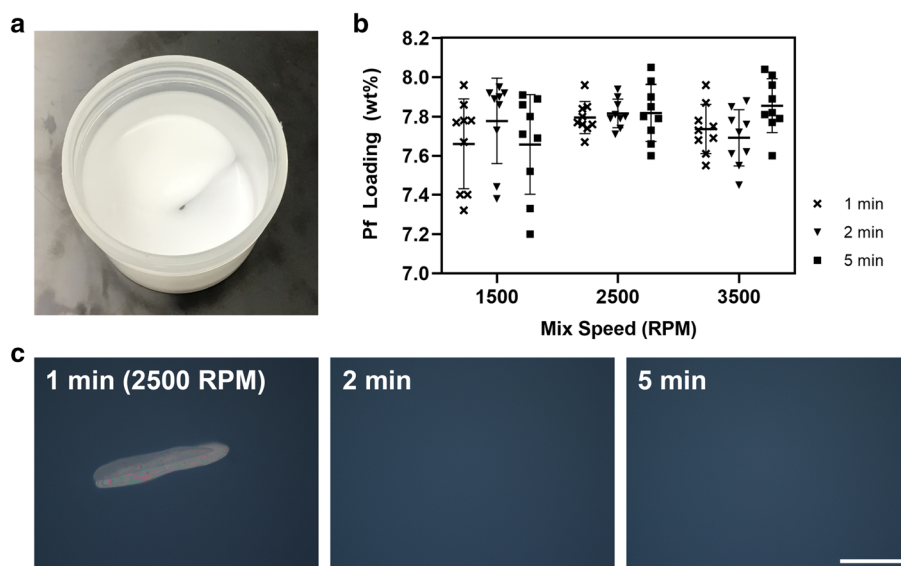 a
b
8.2
8.0
7.8
7.6
7.4
7.2
7.0
Pf Loading (wt%)
1500
2500
3500
Mix Speed (RPM)
1 min
2 min
5 min
c
1 min (2500 RPM)
2 min
5 min